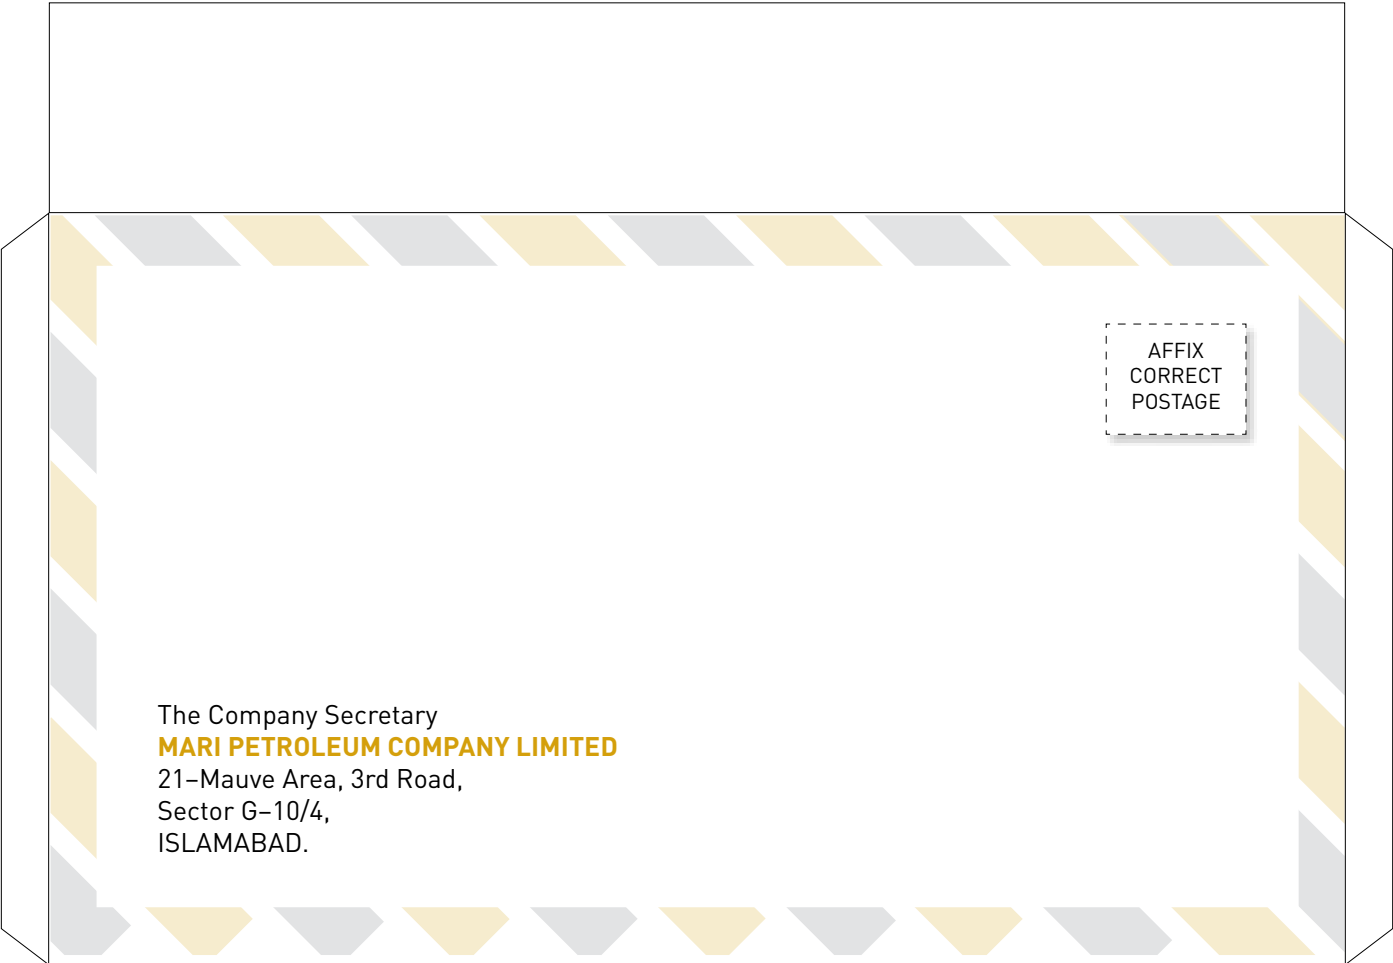 AFFIX
CORRECT
POSTAGE
The Company Secretary
MARI PETROLEUM COMPANY LIMITED
21–Mauve Area, 3rd Road,
Sector G–10/4,
ISLAMABAD.